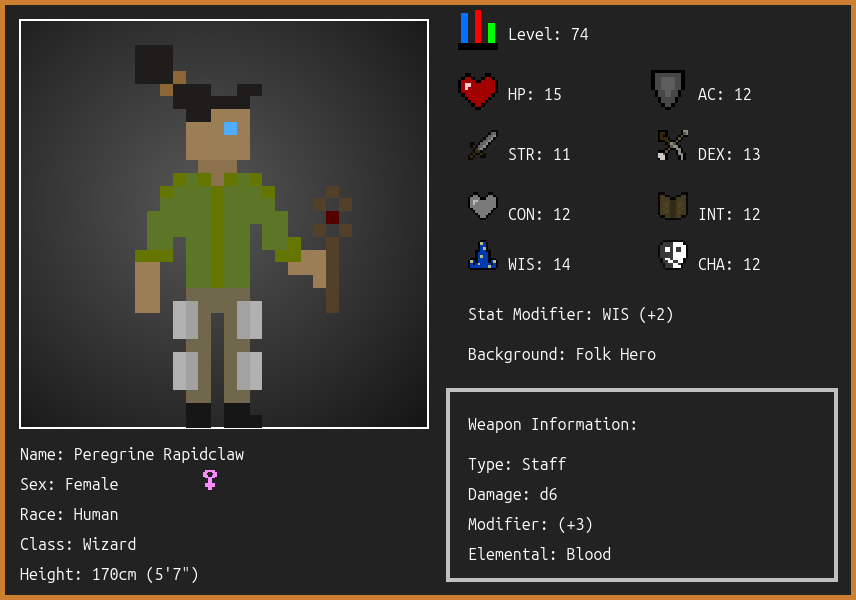 Level: 74
HP: 15
AC: 12
STR: 11
DEX: 13
CON: 12
INT: 12
WIS: 14
CHA: 12
Stat Modifier: WIS (+2)
Background: Folk Hero
Weapon Information:
Type: Staff
Damage: d6
Modifier: (+3)
Elemental: Blood
Name: Peregrine Rapidclaw
Sex: Female
Race: Human
Class: Wizard
Height: 170cm (5'7")